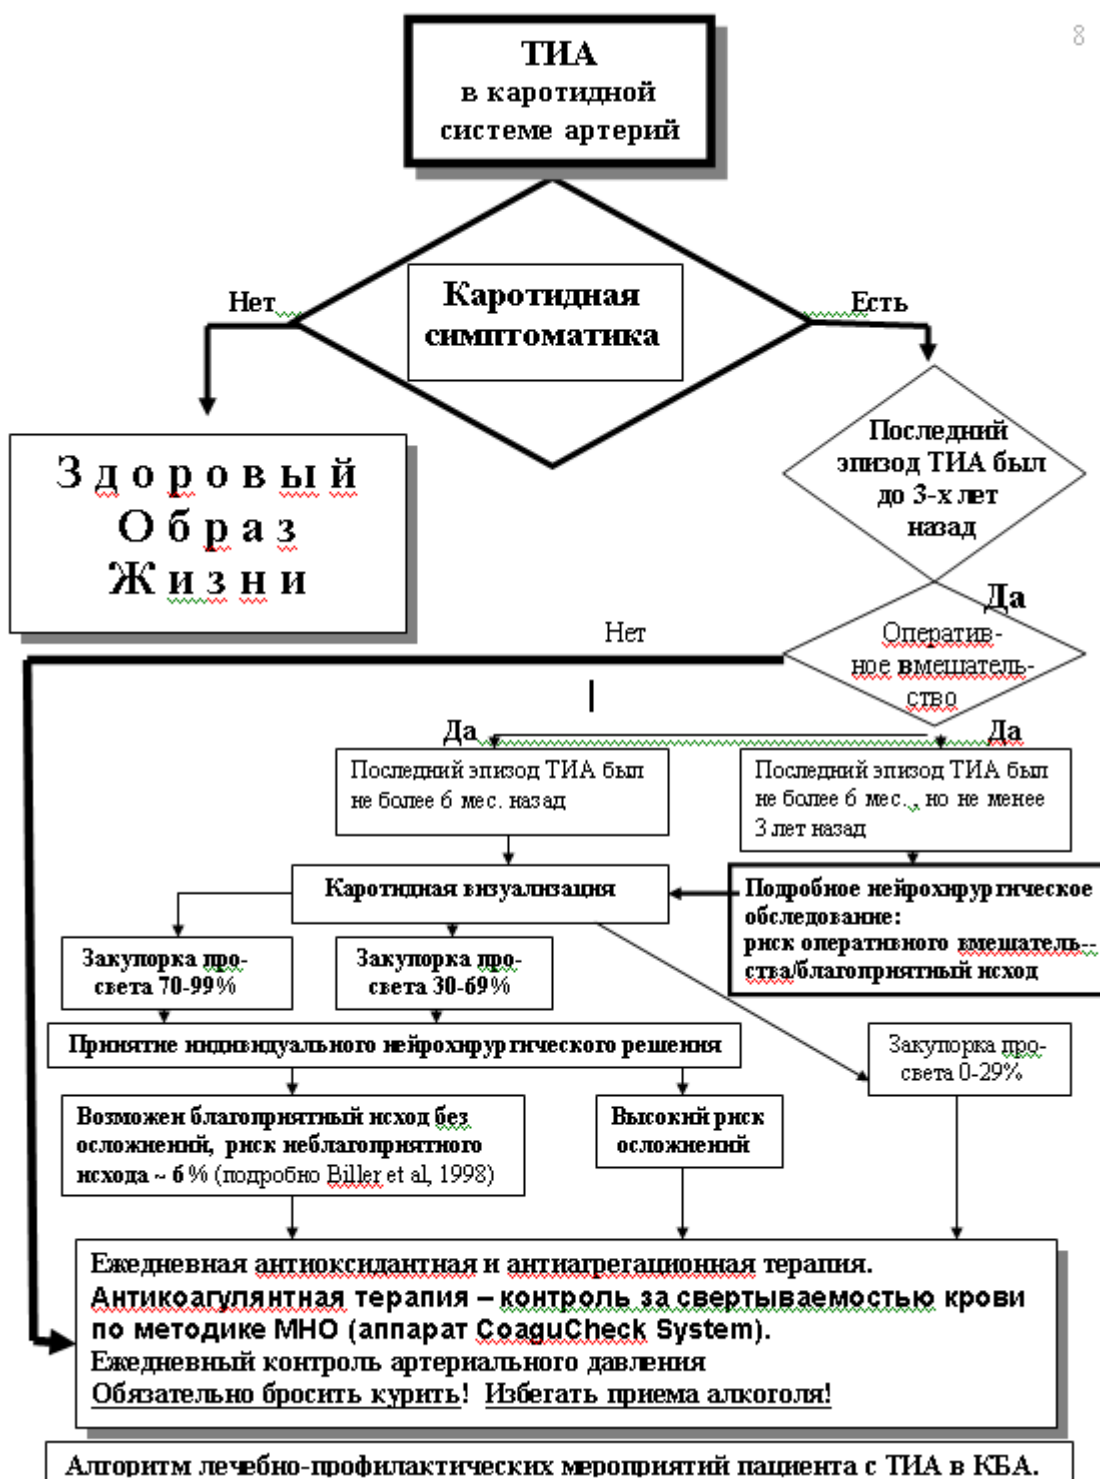 8
ТИА
в каротидной
системе артерий
Каротидная
симптоматика
Нет
Есть
Здоровый
Образ
Жизни
Последний
эпизод ТИА был
до 3-х лет
назад
Да
Нет
Оператив-
ное вмешатель-
ство
Да
Да
Последний эпизод ТИА был
не более 6 мес. назад
Последний эпизод ТИА был
не более 6 мес., но не менее
3 лет назад
Каротидная визуализация
Подробное нейрохирургическое
обследование:
риск оперативного вмешатель--
ства/благоприятный исход
Закупорка про-
света 70-99%
Закупорка про-
света 30-69%
Принятие индивидуального нейрохирургического решения
Закупорка про-
света 0-29%
Возможен благоприятный исход без
осложнений, риск неблагоприятного
исхода ~ 6 % (подробно Biller et al, 1998)
Высокий риск
осложнений
Ежедневная антиоксидантная и антиагрегационная терапия.
Антикоагулянтная терапия – контроль за свертываемостью крови
по методике МНО (аппарат CoaguCheck System).
Ежедневный контроль артериального давления
Обязательно бросить курить! Избегать приема алкоголя!
Алгоритм лечебно-профилактических мероприятий пациента с ТИА в КБА.